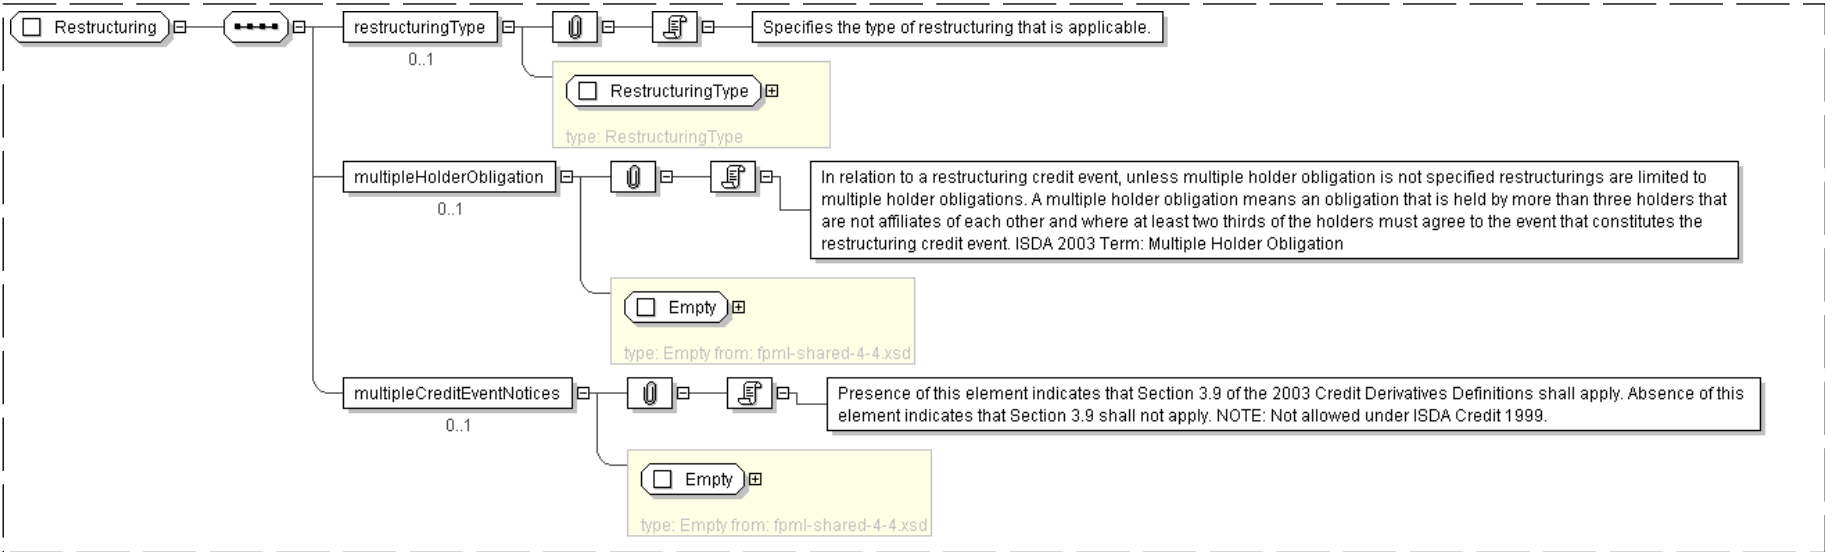 Restructuring
restructuringType
0..1
Specifies the type of restructuring that is applicable.
RestructuringType
type: RestructuringType
multipleHolderObligation
0..1
In relation to a restructuring credit event, unless multiple holder obligation is not specified restructurings are limited to
multiple holder obligations. A multiple holder obligation means an obligation that is held by more than three holders that
are not affiliates of each other and where at least two thirds of the holders must agree to the event that constitutes the
restructuring credit event. ISDA 2003 Term: Multiple Holder Obligation
Empty
type: Empty from: fpml-shared-4-4.xsd
multipleCreditEventNotices
0..1
Presence of this element indicates that Section 3.9 of the 2003 Credit Derivatives Definitions shall apply. Absence of this
element indicates that Section 3.9 shall not apply. NOTE: Not allowed under ISDA Credit 1999.
Empty
type: Empty from: fpml-shared-4-4.xsd